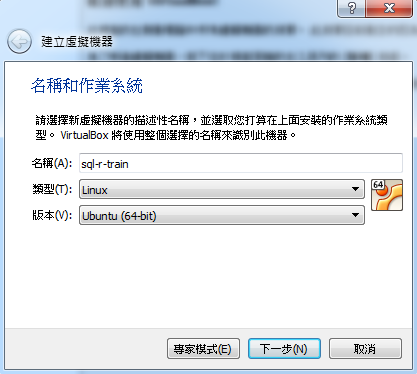 建立虛擬機器
名稱和作業系統
請選擇新虛擬機器的描述性名稱，並選取您打算在上面安裝的作業系統類
型。 VirtualBox 將使用整個選擇的名稱來識別此機器。
名稱(A): sql-r-train
類型(T): Linux
64
版本(V): Ubuntu (64-bit)
專家模式(E) 下一步(N) 取消